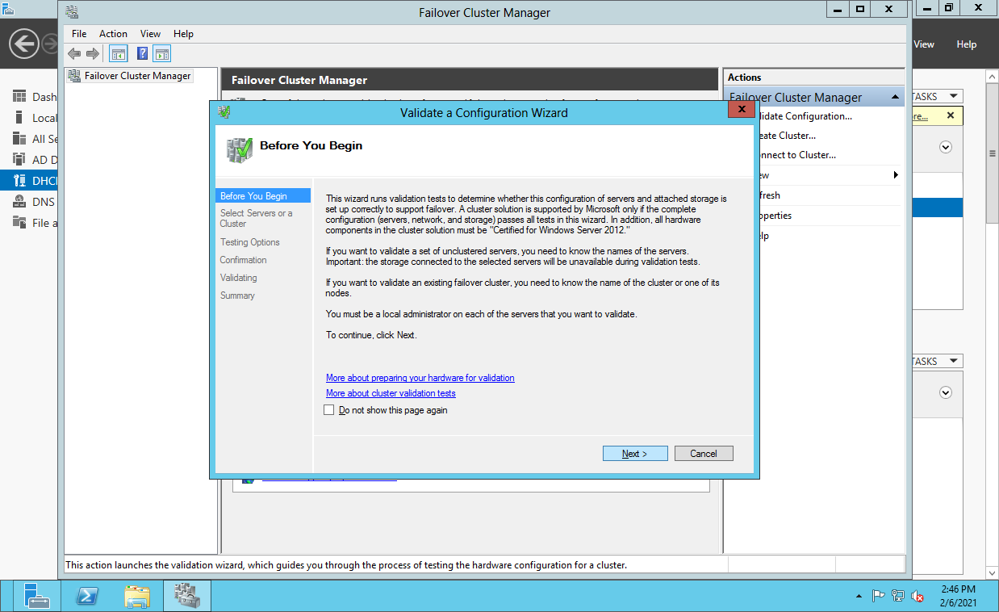 Failover Cluster Manager
File Action View Help
View Help
Failover Cluster Manager
Failover Cluster Manager
Actions
Failover Cluster Manager
lidate Configuration...
eate Cluster...
nnect to Cluster...
ew
fresh
operties
elp
Dash
Local
All Se
AD D
DHC
DNS
File a
TASKS
re...
TASKS
Validate a Configuration Wizard
Before You Begin
Before You Begin
Select Servers or a
Cluster
Testing Options
Confirmation
Validating
Summary
This wizard runs validation tests to determine whether this configuration of servers and attached storage is
set up correctly to support failover. A cluster solution is supported by Microsoft only if the complete
configuration (servers, network, and storage) passes all tests in this wizard. In addition, all hardware
components in the cluster solution must be "Certified for Windows Server 2012."
If you want to validate a set of unclustered servers, you need to know the names of the servers.
Important: the storage connected to the selected servers will be unavailable during validation tests.
If you want to validate an existing failover cluster, you need to know the name of the cluster or one of its
nodes.
You must be a local administrator on each of the servers that you want to validate.
To continue, click Next.
More about preparing your hardware for validation
More about cluster validation tests
Do not show this page again
Next >
Cancel
This action launches the validation wizard, which guides you through the process of testing the hardware configuration for a cluster.
2:46 PM
2/6/2021